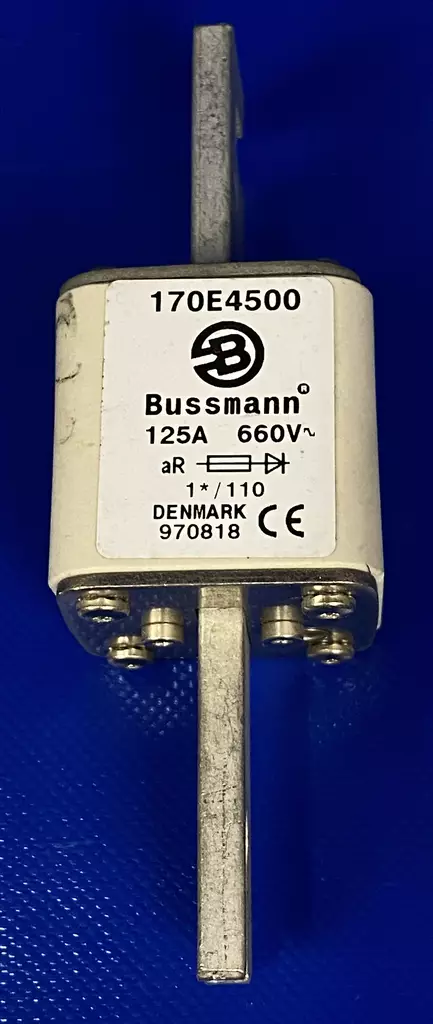 170E4500
B
Bussmann®
125A 660V~
aR
1*/110
DENMARK CE
970818